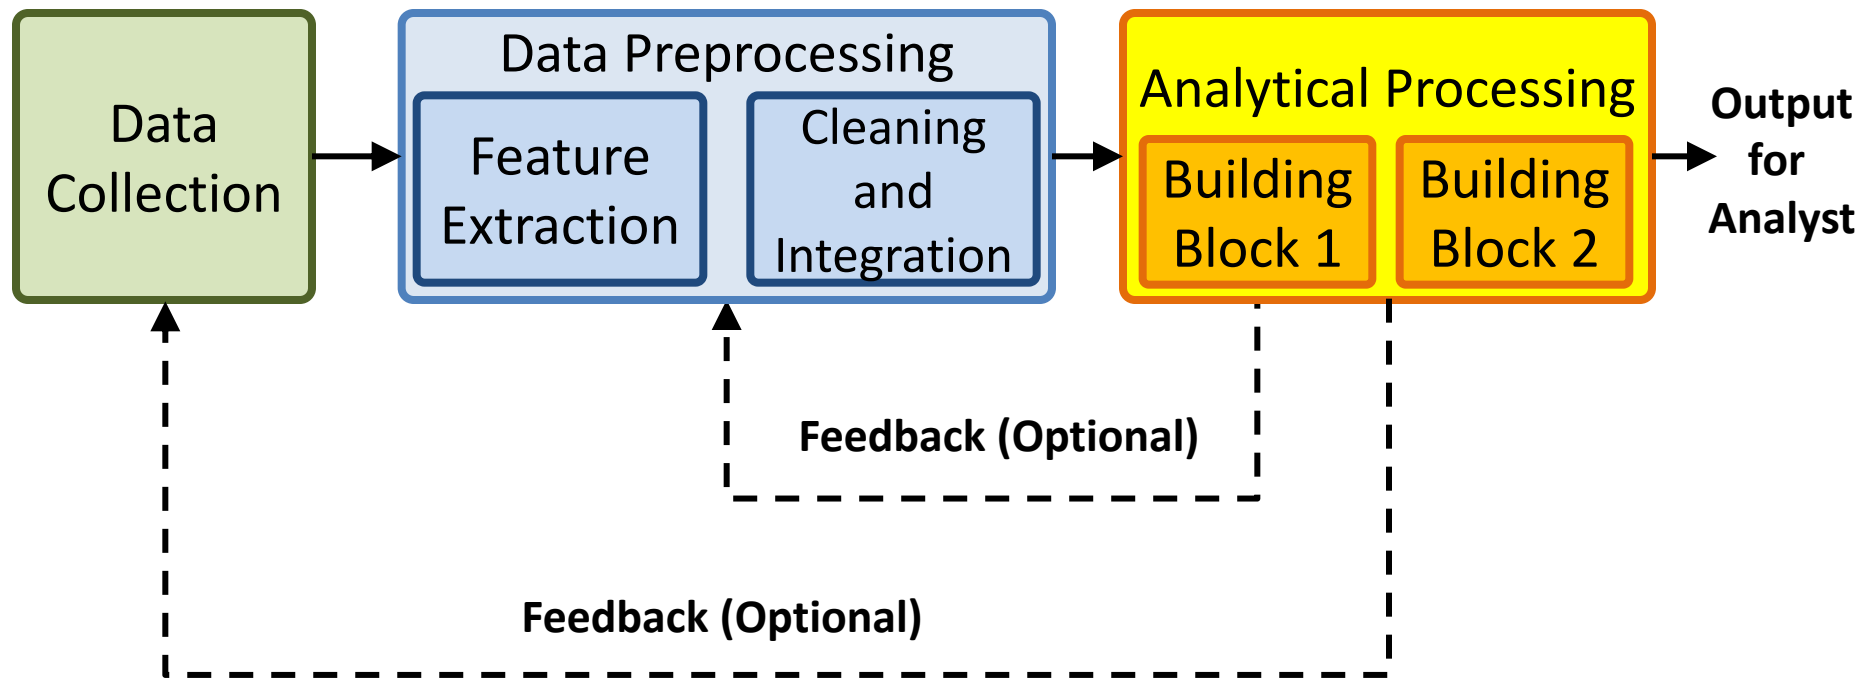 Data
Collection
Data Preprocessing
Feature
Extraction
Cleaning
and
Integration
Analytical Processing
Building
Block 1
Building
Block 2
Output
for
Analyst
Feedback (Optional)
Feedback (Optional)